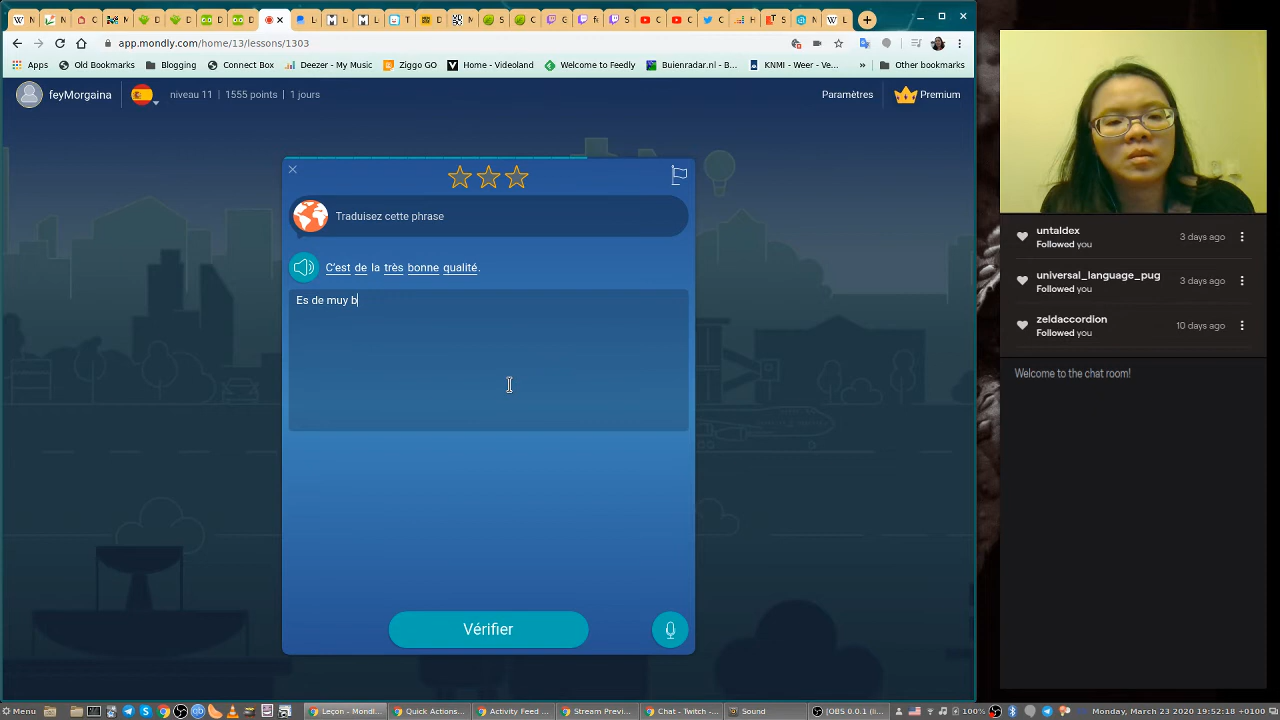 app.mondly.com/home/13/lessons/1303
Apps Old Bookmarks Blogging Connect Box Deezer - My Music Ziggo GO Home - Videoland Welcome to Feedly Buienradar.nl - B... KNMI - Weer - Ve... » Other bookmarks
feyMorgaina niveau 11 | 1555 points | 1 jours Paramètres Premium
Traduisez cette phrase
C'est de la très bonne qualité.
Es de muy b
Vérifier
untaldex 3 days ago
Followed you
universal_language_pug 3 days ago
Followed you
zeldaccordion 10 days ago
Followed you
Welcome to the chat room!
Menu Leçon - Mondl... Quick Actions... Activity Feed ... Stream Previ... Chat - Twitch -... Sound 100% Monday, March 23 2020, 19:52:18 +0100